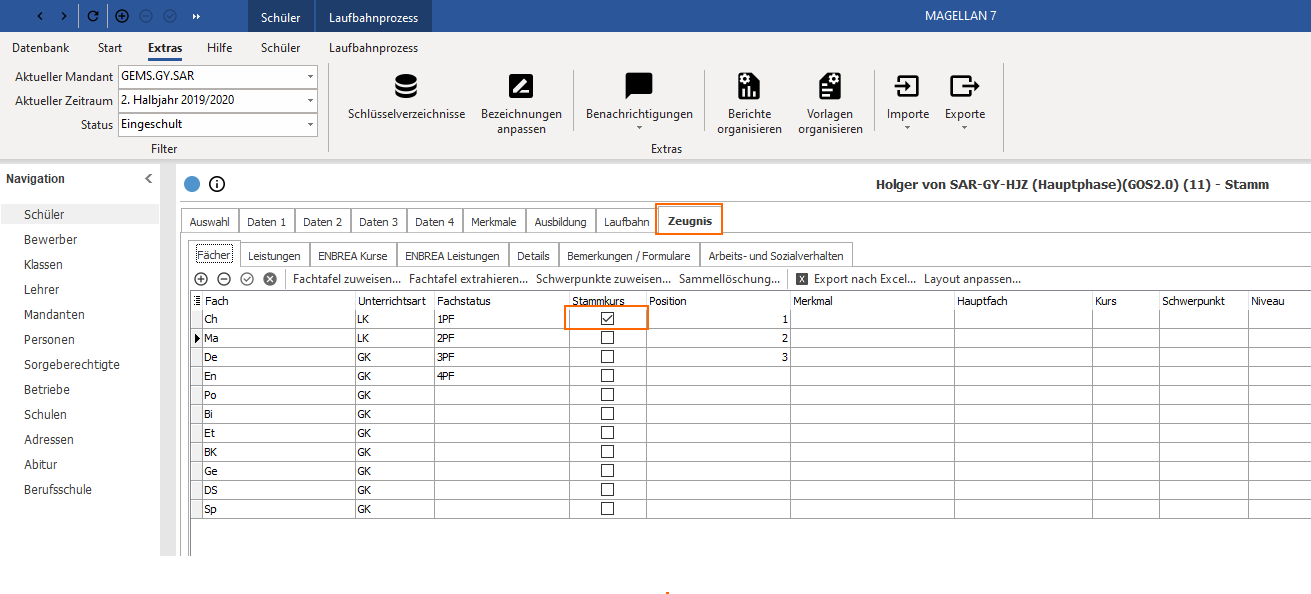 Schüler Laufbahnprozess MAGELLAN 7
Datenbank Start Extras Hilfe Schüler Laufbahnprozess
Aktueller Mandant GEMS.GY.SAR
Aktueller Zeitraum 2. Halbjahr 2019/2020
Status Eingeschult
Filter
Schlüsselverzeichnisse
Bezeichnungen
anpassen
Benachrichtigungen
Berichte
organisieren
Vorlagen
organisieren
Importe
Exporte
Extras
Navigation
Schüler
Bewerber
Klassen
Lehrer
Mandanten
Personen
Sorgeberechtigte
Betriebe
Schulen
Adressen
Abitur
Berufsschule
Holger von SAR-GY-HJZ (Hauptphase)(GOS2.0) (11) - Stamm
Auswahl Daten 1 Daten 2 Daten 3 Daten 4 Merkmale Ausbildung Laufbahn Zeugnis
Fächer Leistungen ENBREA Kurse ENBREA Leistungen Details Bemerkungen / Formulare Arbeits- und Sozialverhalten
Fachtafel zuweisen... Fachtafel extrahieren... Schwerpunkte zuweisen... Sammellöschung... X Export nach Excel... Layout anpassen...
Fach Unterrichtsart Fachstatus Stammkurs Position Merkmal Hauptfach Kurs Schwerpunkt Niveau
Ch LK 1PF 1
Ma LK 2PF 2
De GK 3PF 3
En GK 4PF
Po GK
Bi GK
Et GK
BK GK
Ge GK
DS GK
Sp GK